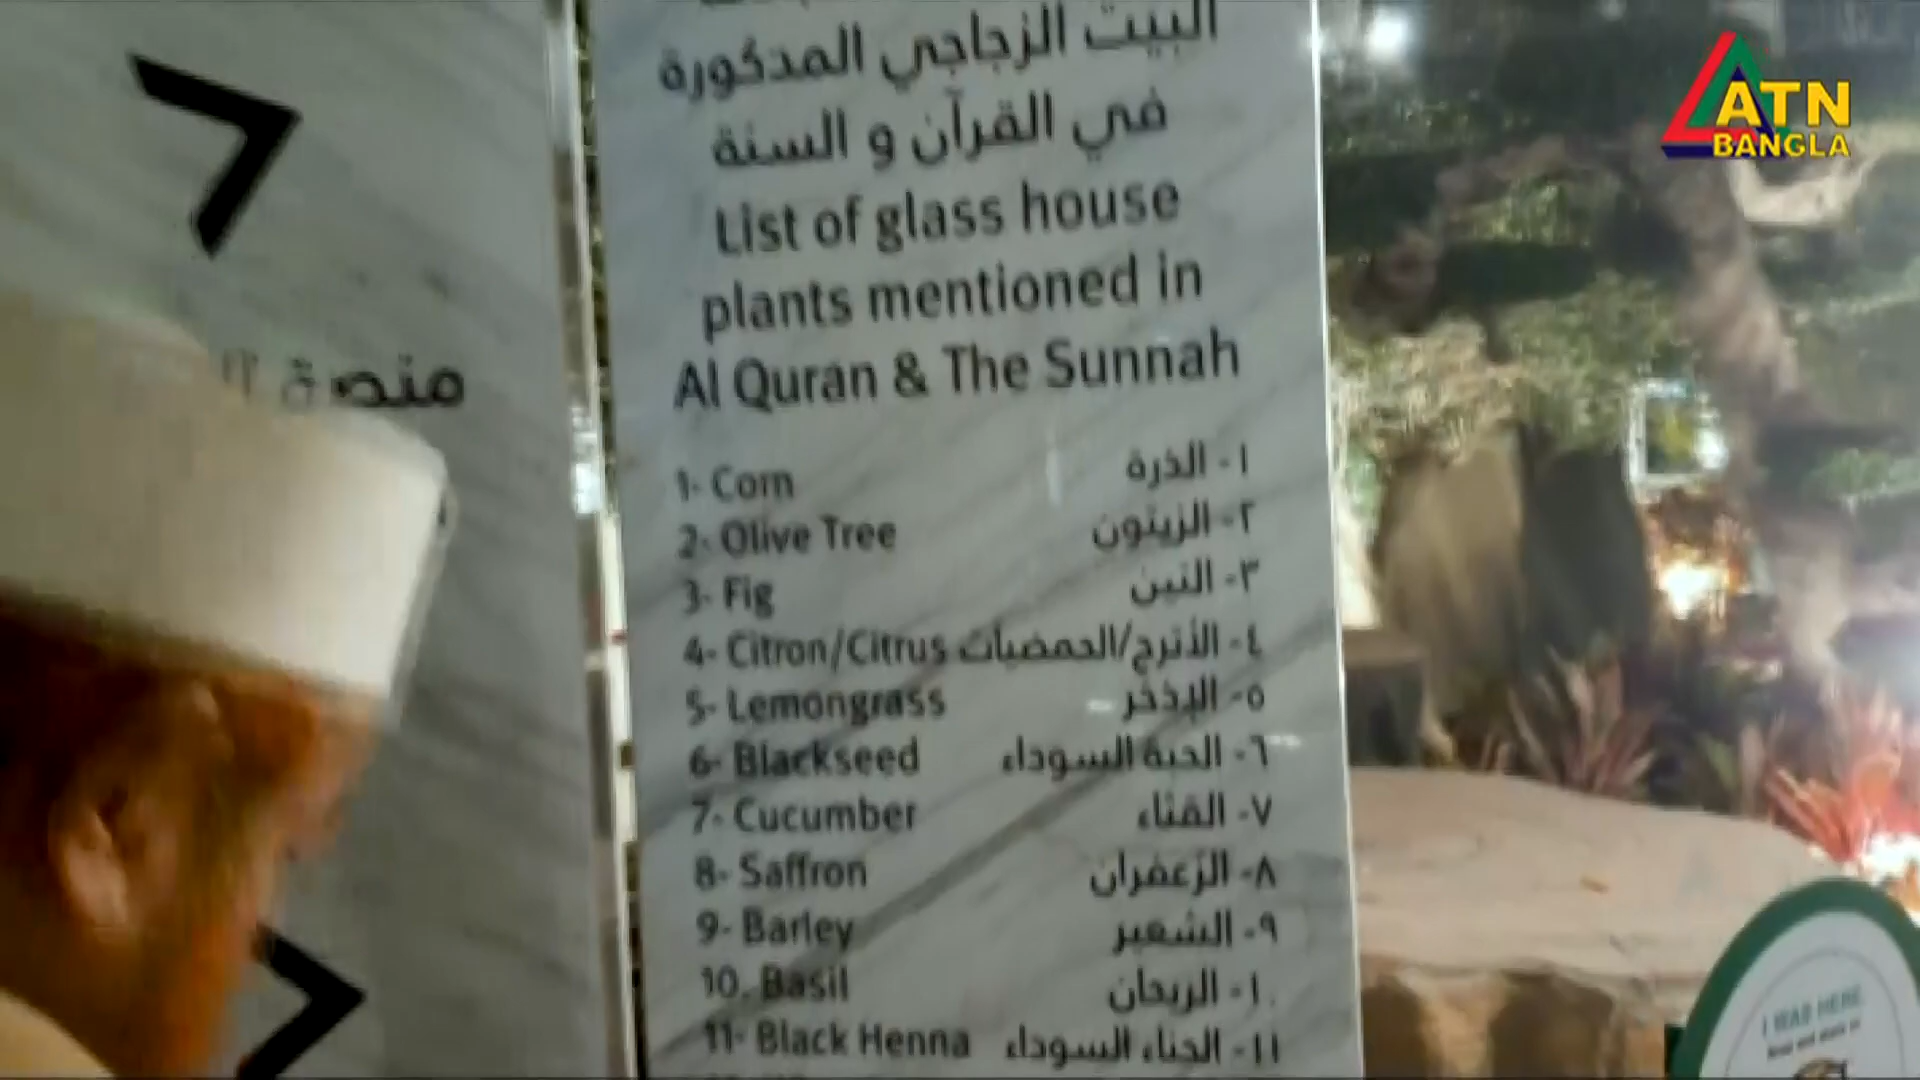 البيت الزجاجي المذكورة
في القرآن و السنة
List of glass house
plants mentioned in
Al Quran & The Sunnah
1- Corn ١- الذرة
2- Olive Tree ٢- الزيتون
3- Fig ٣- التين
4- Citron/Citrus ٤- الأترج/الحمضيات
5- Lemongrass ٥- الإذخر
6- Blackseed ٦- الحبة السوداء
7- Cucumber ٧- القثاء
8- Saffron ٨- الزعفران
9- Barley ٩- الشعير
10. Basil ١٠- الريحان
11- Black Henna ١١- الحناء السوداء
منصة
ATN
BANGLA
I WAS HERE